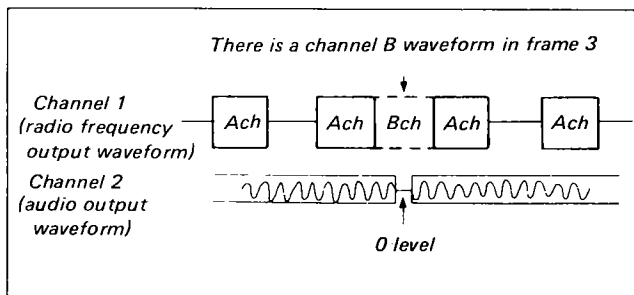 There is a channel B waveform in frame 3
Channel 1
(radio frequency
output waveform)
Ach Ach Bch Ach Ach
Channel 2
(audio output
waveform)
0 level